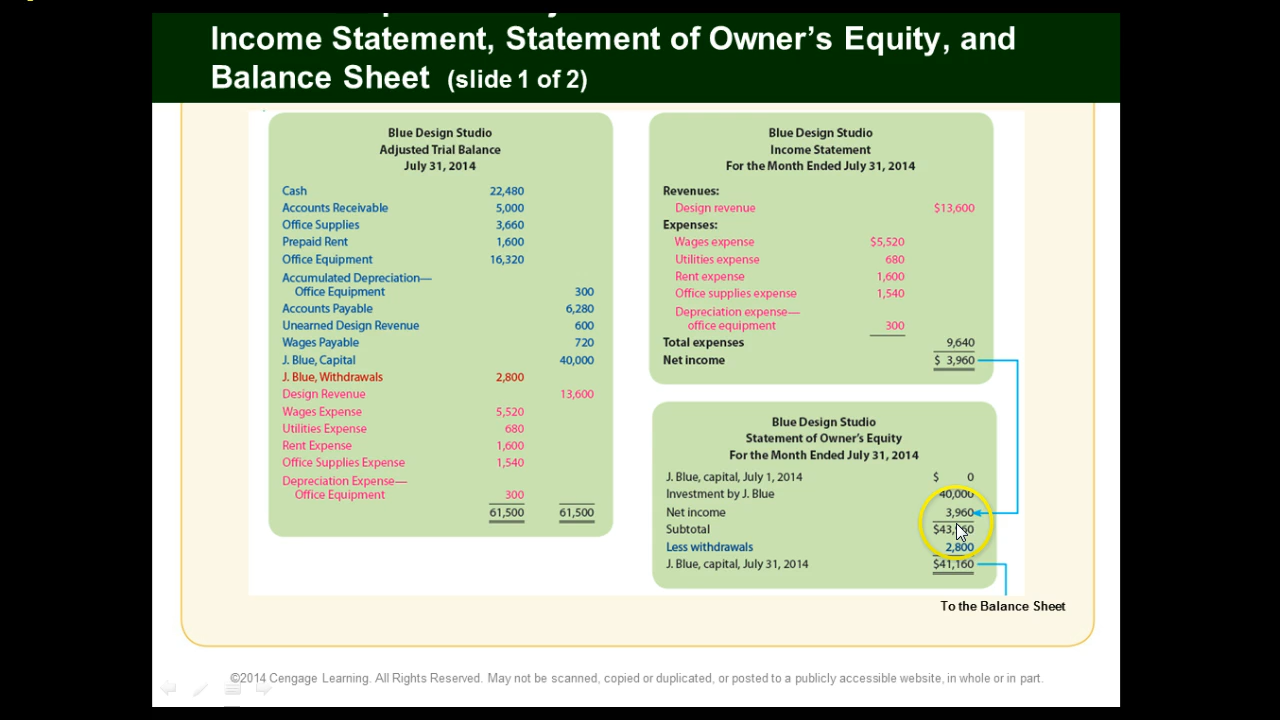 Income Statement, Statement of Owner's Equity, and
Balance Sheet (slide 1 of 2)
Blue Design Studio
Adjusted Trial Balance
July 31, 2014
Cash 22,480
Accounts Receivable 5,000
Office Supplies 3,660
Prepaid Rent 1,600
Office Equipment 16,320
Accumulated Depreciation—
Office Equipment 300
Accounts Payable 6,280
Unearned Design Revenue 600
Wages Payable 720
J. Blue, Capital 40,000
J. Blue, Withdrawals 2,800
Design Revenue 13,600
Wages Expense 5,520
Utilities Expense 680
Rent Expense 1,600
Office Supplies Expense 1,540
Depreciation Expense—
Office Equipment 300
61,500 61,500
Blue Design Studio
Income Statement
For the Month Ended July 31, 2014
Revenues:
Design revenue $13,600
Expenses:
Wages expense $5,520
Utilities expense 680
Rent expense 1,600
Office supplies expense 1,540
Depreciation expense—
office equipment 300
Total expenses 9,640
Net income $ 3,960
Blue Design Studio
Statement of Owner's Equity
For the Month Ended July 31, 2014
J. Blue, capital, July 1, 2014 $ 0
Investment by J. Blue 40,000
Net income 3,960
Subtotal
Less withdrawals 2,800
J. Blue, capital, July 31, 2014 $41,160
To the Balance Sheet
©2014 Cengage Learning. All Rights Reserved. May not be scanned, copied or duplicated, or posted to a publicly accessible website, in whole or in part.